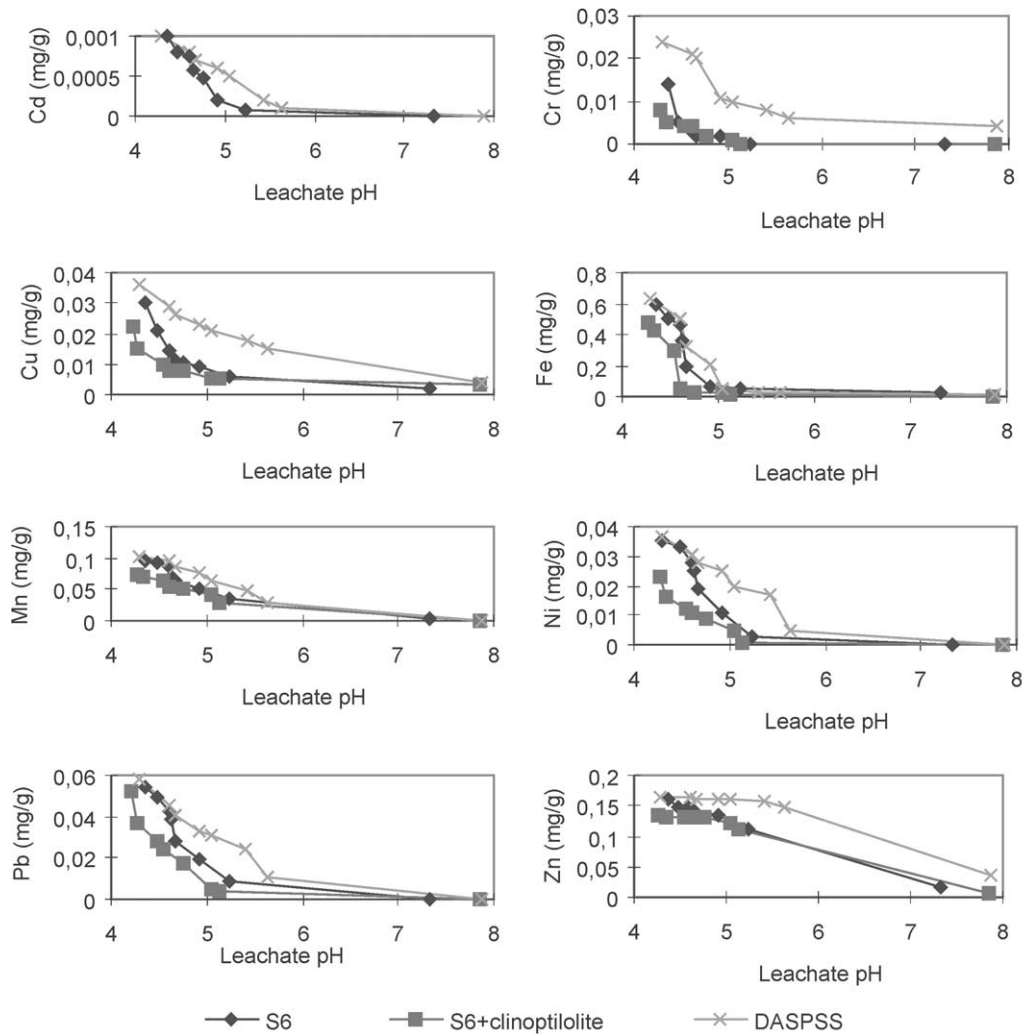 Cd (mg/g)
0,001
0,0005
0
4 5 6 7 8
Leachate pH
Cr (mg/g)
0,03
0,02
0,01
0
4 5 6 7 8
Leachate pH
Cu (mg/g)
0,04
0,03
0,02
0,01
0
4 5 6 7 8
Leachate pH
Fe (mg/g)
0,8
0,6
0,4
0,2
0
4 5 6 7 8
Leachate pH
Mn (mg/g)
0,15
0,1
0,05
0
4 5 6 7 8
Leachate pH
Ni (mg/g)
0,04
0,03
0,02
0,01
0
4 5 6 7 8
Leachate pH
Pb (mg/g)
0,06
0,04
0,02
0
4 5 6 7 8
Leachate pH
Zn (mg/g)
0,2
0,15
0,1
0,05
0
4 5 6 7 8
Leachate pH
S6 S6+clinoptilolite DASPSS